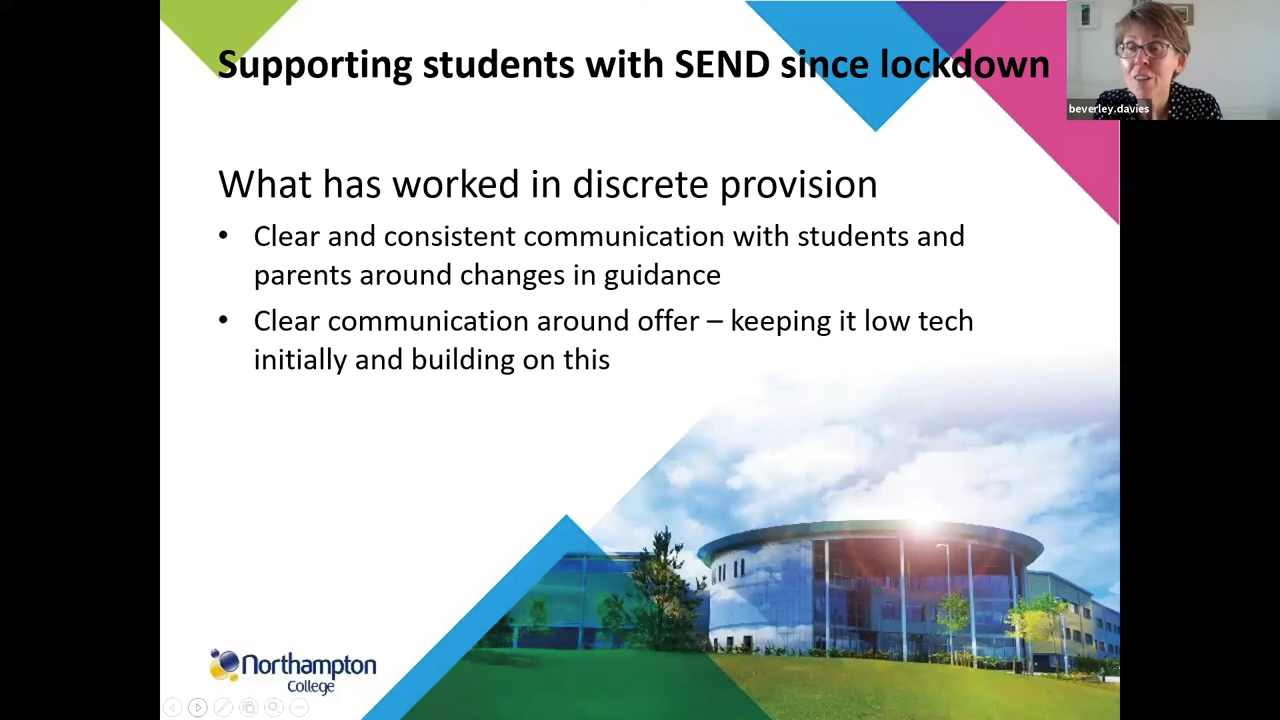 Supporting students with SEND since lockdown
beverley.davies
What has worked in discrete provision
• Clear and consistent communication with students and
parents around changes in guidance
• Clear communication around offer – keeping it low tech
initially and building on this
Northampton
College